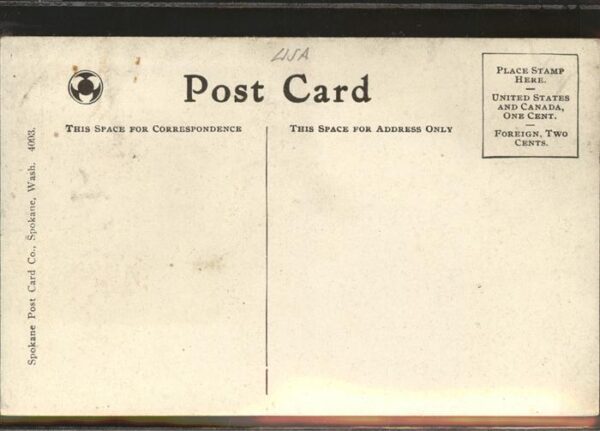 USA
Post Card
PLACE STAMP
HERE.
UNITED STATES
AND CANADA,
ONE CENT.
FOREIGN, TWO
CENTS.
THIS SPACE FOR CORRESPONDENCE
THIS SPACE FOR ADDRESS ONLY
Spokane Post Card Co., Spokane, Wash. 4093.